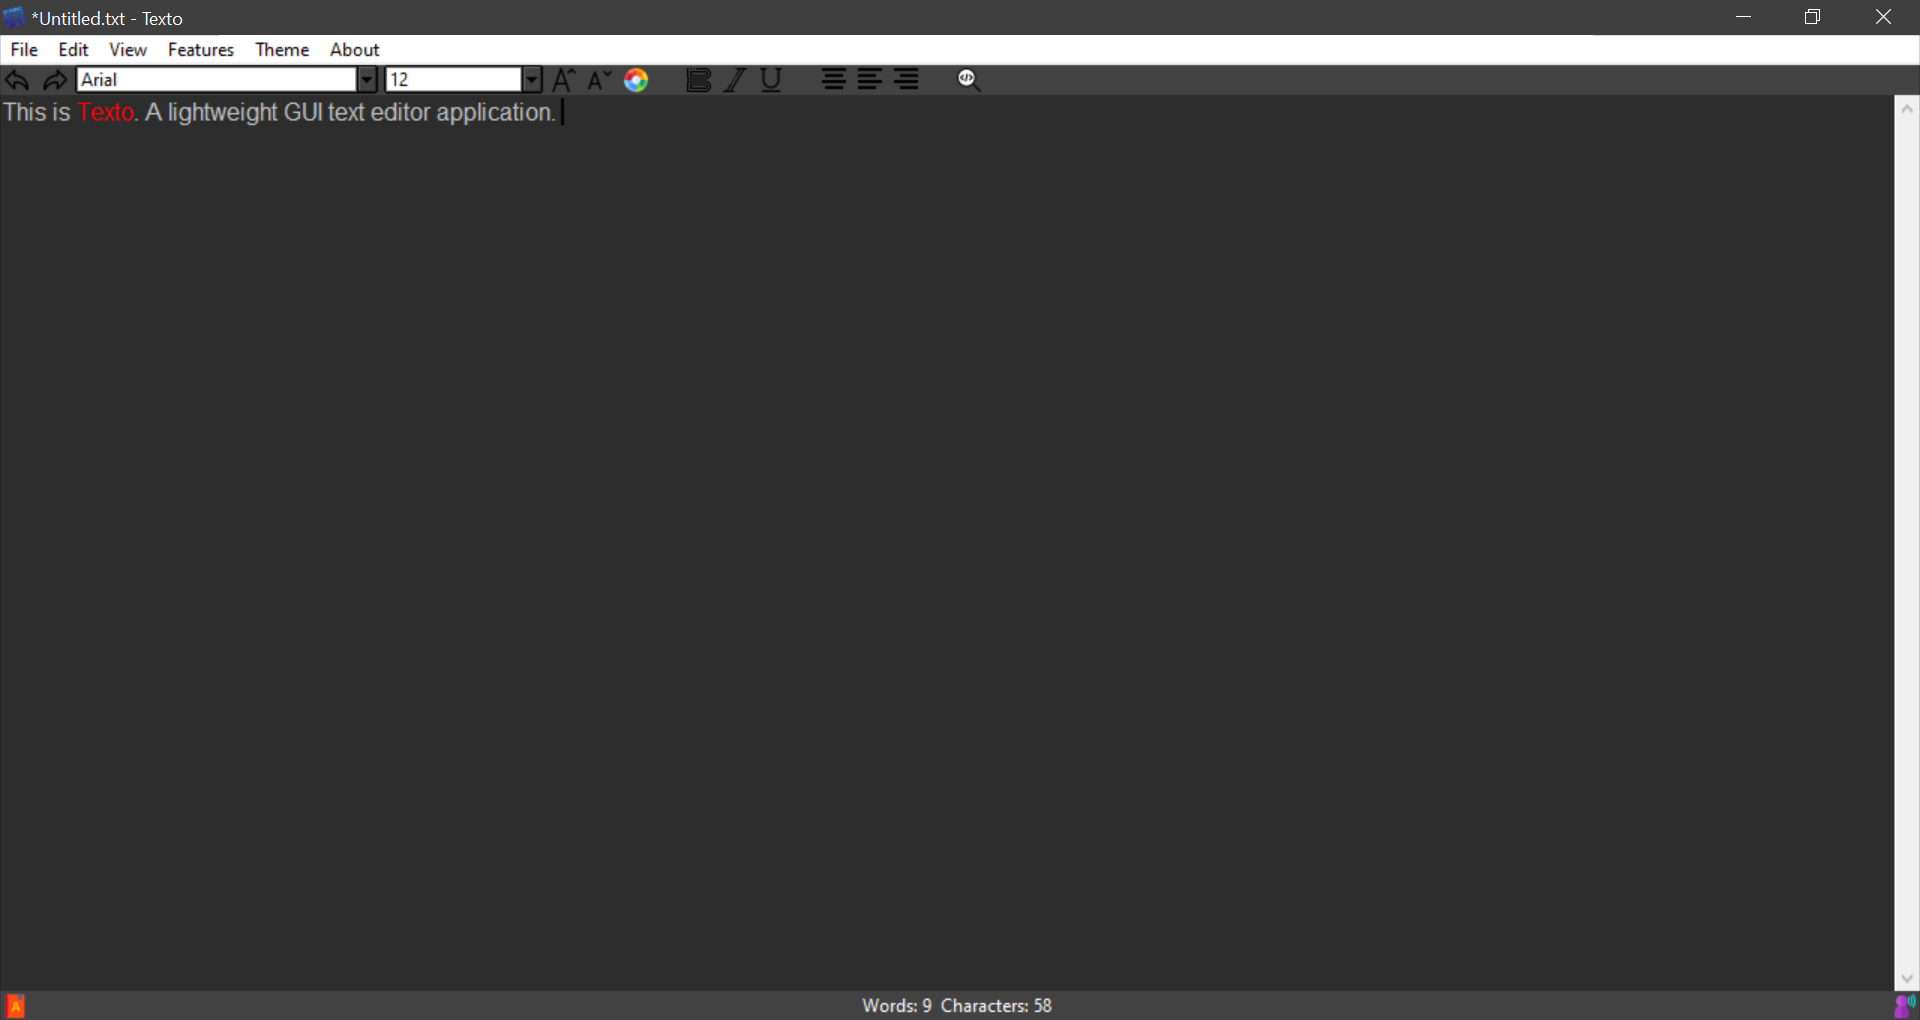 *Untitled.txt - Texto
File Edit View Features Theme About
Arial 12
This is Texto. A lightweight GUI text editor application.
Words: 9 Characters: 58